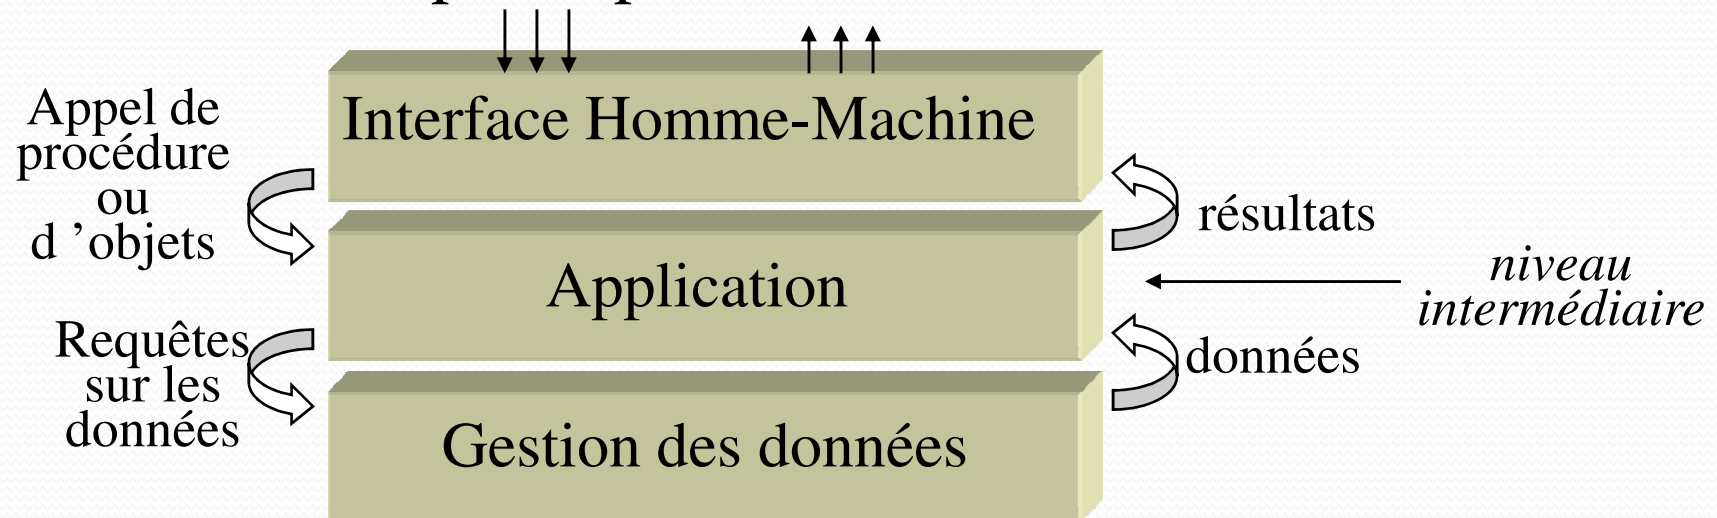 Interface Homme-Machine
Appel de
procédure
ou
d ’objets
résultats
Application
niveau
intermédiaire
Requêtes
sur les
données
données
Gestion des données